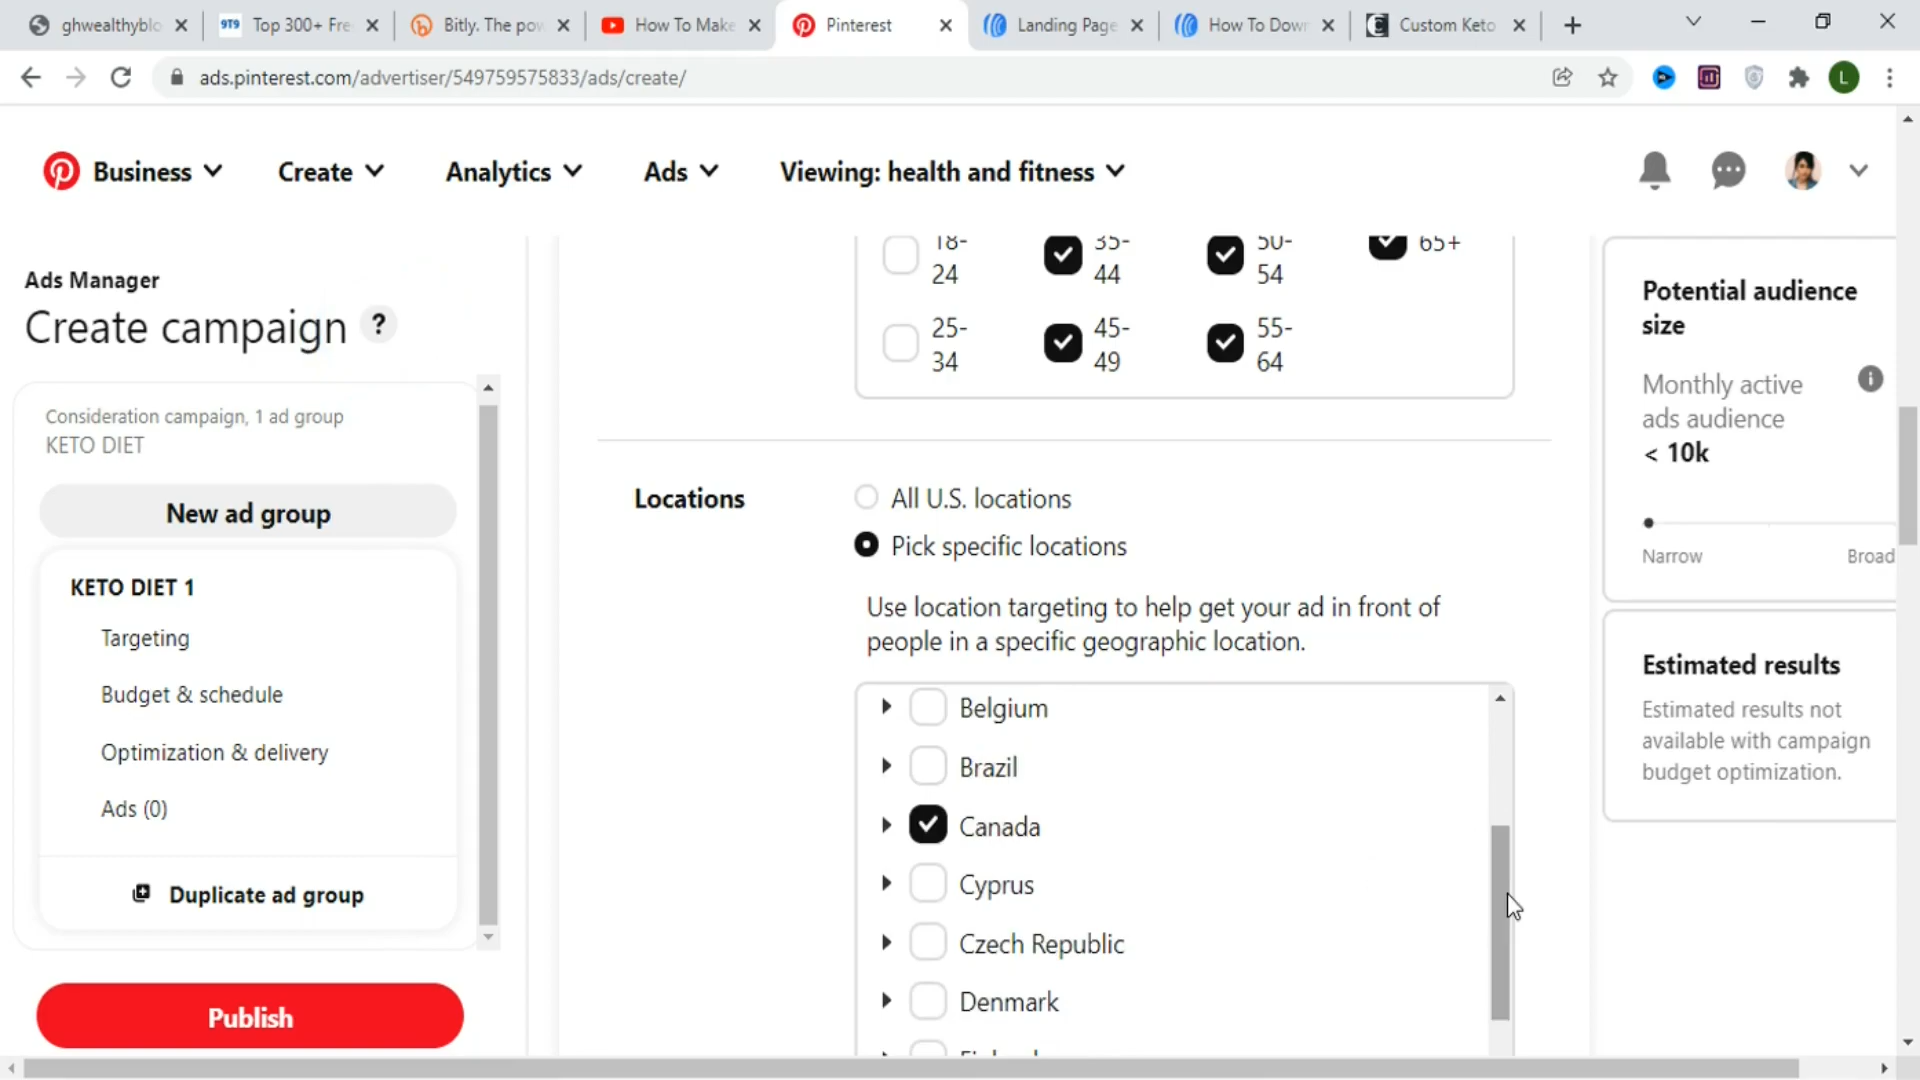 ghwealthyblo
9T9 Top 300+ Fre
Bitly. The pow
How To Make
Pinterest
Landing Page
How To Down
Custom Keto
ads.pinterest.com/advertiser/549759575833/ads/create/
L
Business
Create
Analytics
Ads
Viewing: health and fitness
Ads Manager
Create campaign ?
Consideration campaign, 1 ad group
KETO DIET
New ad group
KETO DIET 1
Targeting
Budget & schedule
Optimization & delivery
Ads (0)
Duplicate ad group
Publish
18-
24
35-
44
50-
54
65+
25-
34
45-
49
55-
64
Locations
All U.S. locations
Pick specific locations
Use location targeting to help get your ad in front of
people in a specific geographic location.
Belgium
Brazil
Canada
Cyprus
Czech Republic
Denmark
Potential audience
size
Monthly active
ads audience
< 10k
Narrow
Broad
Estimated results
Estimated results not
available with campaign
budget optimization.